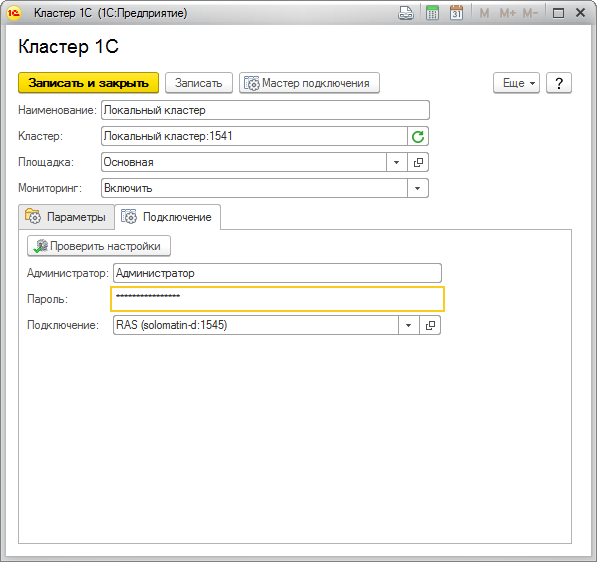 Кластер 1С (1С:Предприятие)
31 M M+ M-
Кластер 1С
Записать и закрыть Записать Мастер подключения Еще ?
Наименование: Локальный кластер
Кластер: Локальный кластер:1541
Площадка: Основная
Мониторинг: Включить
Параметры Подключение
Проверить настройки
Администратор: Администратор
Пароль: ****************
Подключение: RAS (solomatin-d:1545)